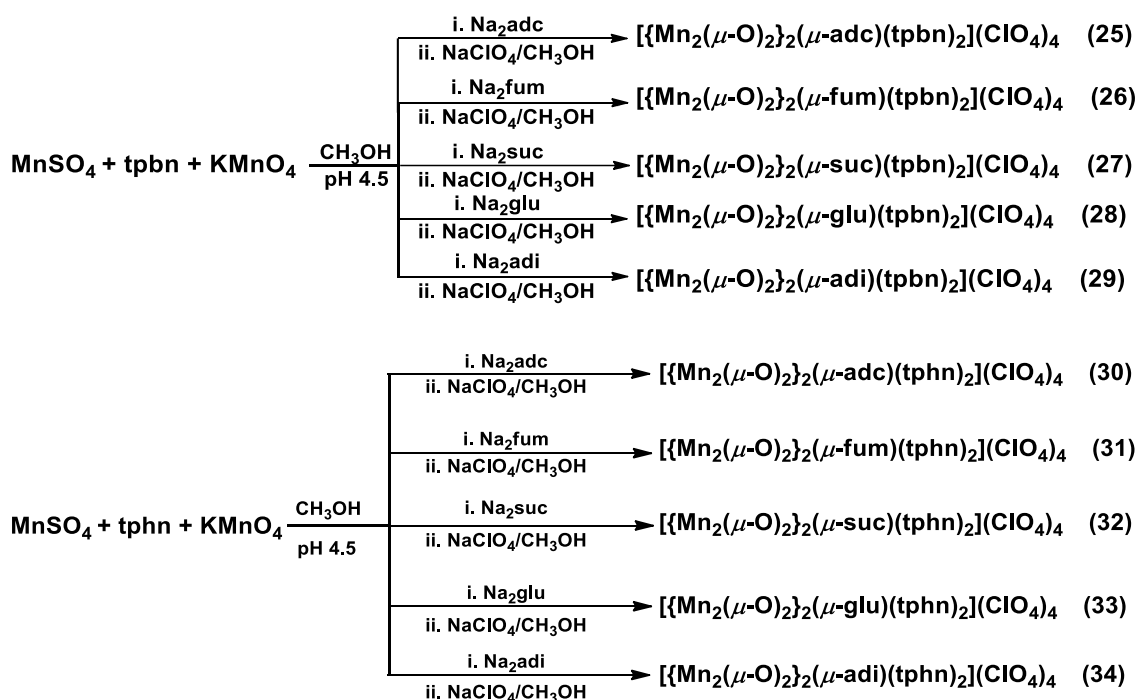 i. Na₂adc
ii. NaClO₄/CH₃OH
[{Mn₂(μ-O)₂}₂(μ-adc)(tpbn)₂](ClO₄)₄ (25)
i. Na₂fum
ii. NaClO₄/CH₃OH
[{Mn₂(μ-O)₂}₂(μ-fum)(tpbn)₂](ClO₄)₄ (26)
MnSO₄ + tpbn + KMnO₄
CH₃OH
pH 4.5
i. Na₂suc
ii. NaClO₄/CH₃OH
[{Mn₂(μ-O)₂}₂(μ-suc)(tpbn)₂](ClO₄)₄ (27)
i. Na₂glu
ii. NaClO₄/CH₃OH
[{Mn₂(μ-O)₂}₂(μ-glu)(tpbn)₂](ClO₄)₄ (28)
i. Na₂adi
ii. NaClO₄/CH₃OH
[{Mn₂(μ-O)₂}₂(μ-adi)(tpbn)₂](ClO₄)₄ (29)
i. Na₂adc
ii. NaClO₄/CH₃OH
[{Mn₂(μ-O)₂}₂(μ-adc)(tphn)₂](ClO₄)₄ (30)
i. Na₂fum
ii. NaClO₄/CH₃OH
[{Mn₂(μ-O)₂}₂(μ-fum)(tphn)₂](ClO₄)₄ (31)
MnSO₄ + tphn + KMnO₄
CH₃OH
pH 4.5
i. Na₂suc
ii. NaClO₄/CH₃OH
[{Mn₂(μ-O)₂}₂(μ-suc)(tphn)₂](ClO₄)₄ (32)
i. Na₂glu
ii. NaClO₄/CH₃OH
[{Mn₂(μ-O)₂}₂(μ-glu)(tphn)₂](ClO₄)₄ (33)
i. Na₂adi
ii. NaClO₄/CH₃OH
[{Mn₂(μ-O)₂}₂(μ-adi)(tphn)₂](ClO₄)₄ (34)